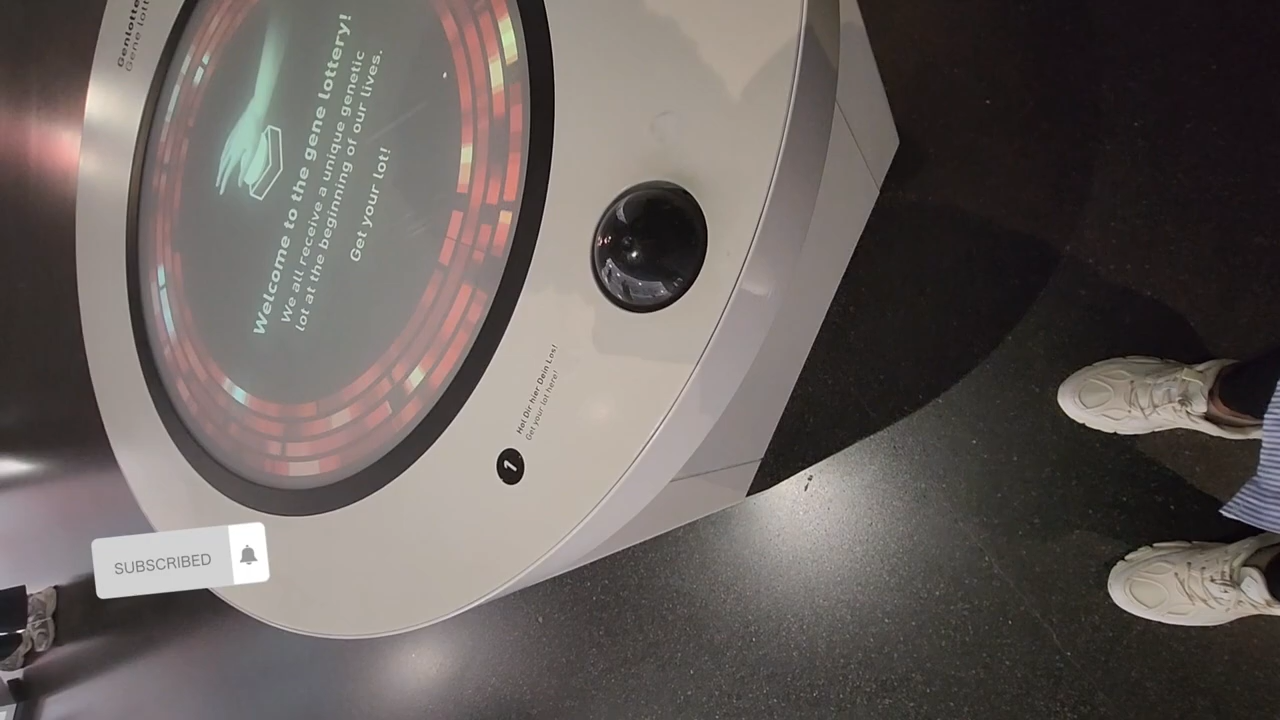 Genlotte
Gene lott
Welcome to the gene lottery!
We all receive a unique genetic
lot at the beginning of our lives.
Get your lot!
1
Hol Dir hier Dein Los!
Get your lot here!
SUBSCRIBED